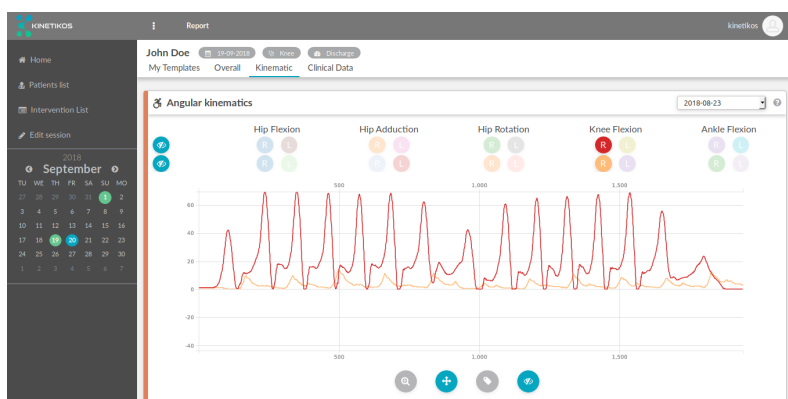 KINETIKOS
Report
kinetikos
Home
Patients list
Intervention List
Edit session
2018
September
TU WE TH FR SA SU MO
27 28 29 30 31 1 2
3 4 5 6 7 8 9
10 11 12 13 14 15 16
17 18 19 20 21 22 23
24 25 26 27 28 29 30
1 2 3 4 5 6 7
John Doe 19-09-2018 Knee Discharge
My Templates Overall Kinematic Clinical Data
Angular kinematics 2018-08-23
Hip Flexion Hip Adduction Hip Rotation Knee Flexion Ankle Flexion
R L R L R L R L R L
R L R L R L R L R L
500 1,000 1,500
60
40
20
0
-20
-40
500 1,000 1,500